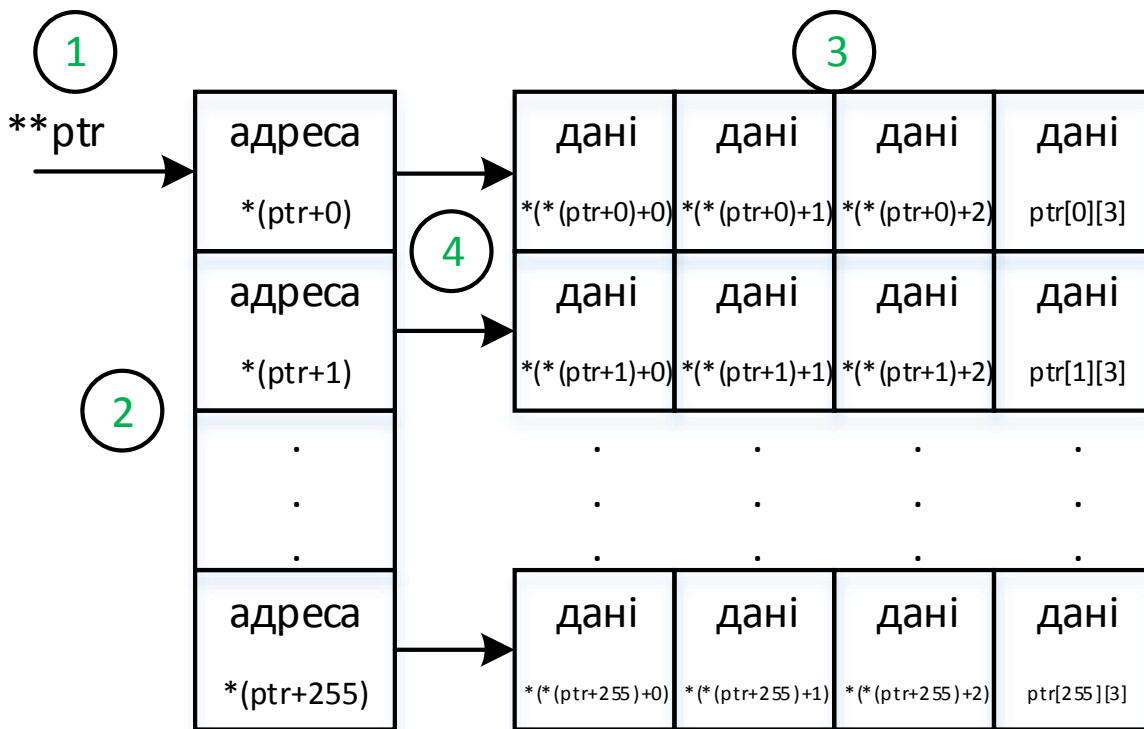 1
3
**ptr
адреса дані дані дані дані
*(ptr+0) *(*(ptr+0)+0) *(*(ptr+0)+1) *(*(ptr+0)+2) ptr[0][3]
4
адреса дані дані дані дані
*(ptr+1) *(*(ptr+1)+0) *(*(ptr+1)+1) *(*(ptr+1)+2) ptr[1][3]
2
. . . . .
. . . . .
. . . . .
адреса дані дані дані дані
*(ptr+255) *(*(ptr+255)+0) *(*(ptr+255)+1) *(*(ptr+255)+2) ptr[255][3]